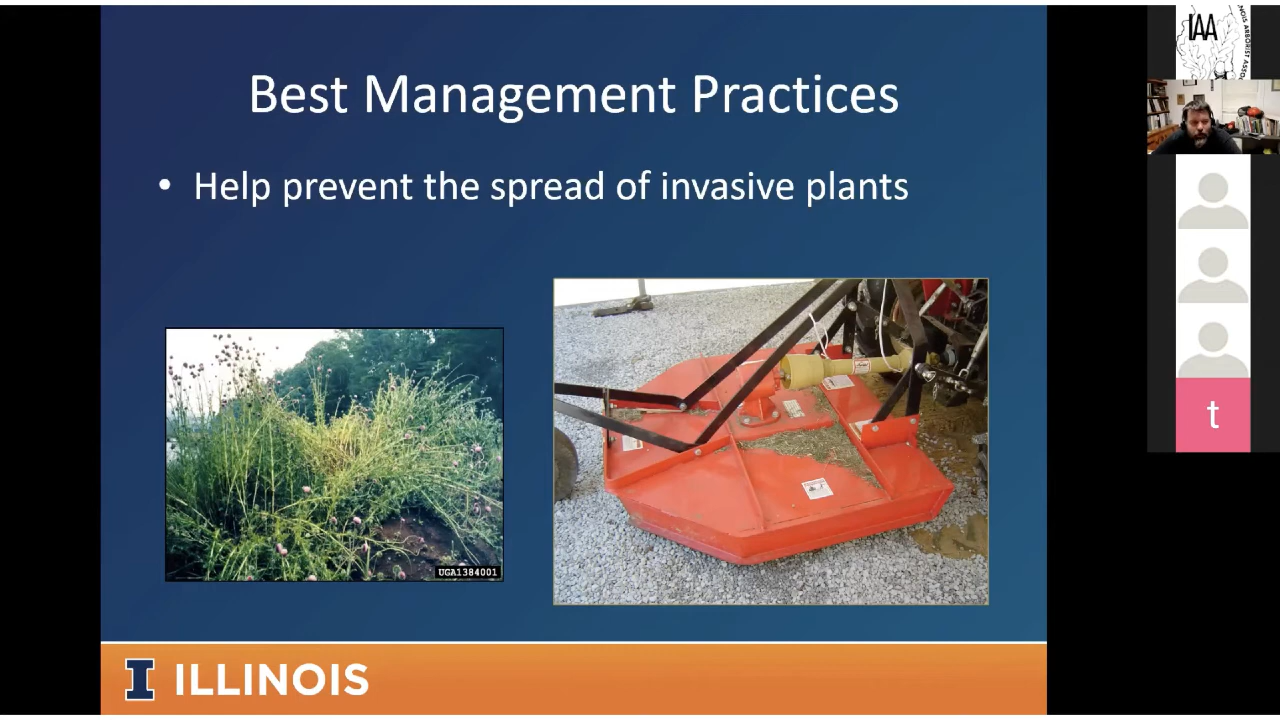 Best Management Practices
• Help prevent the spread of invasive plants
UGA1384001
I ILLINOIS
IAA
t